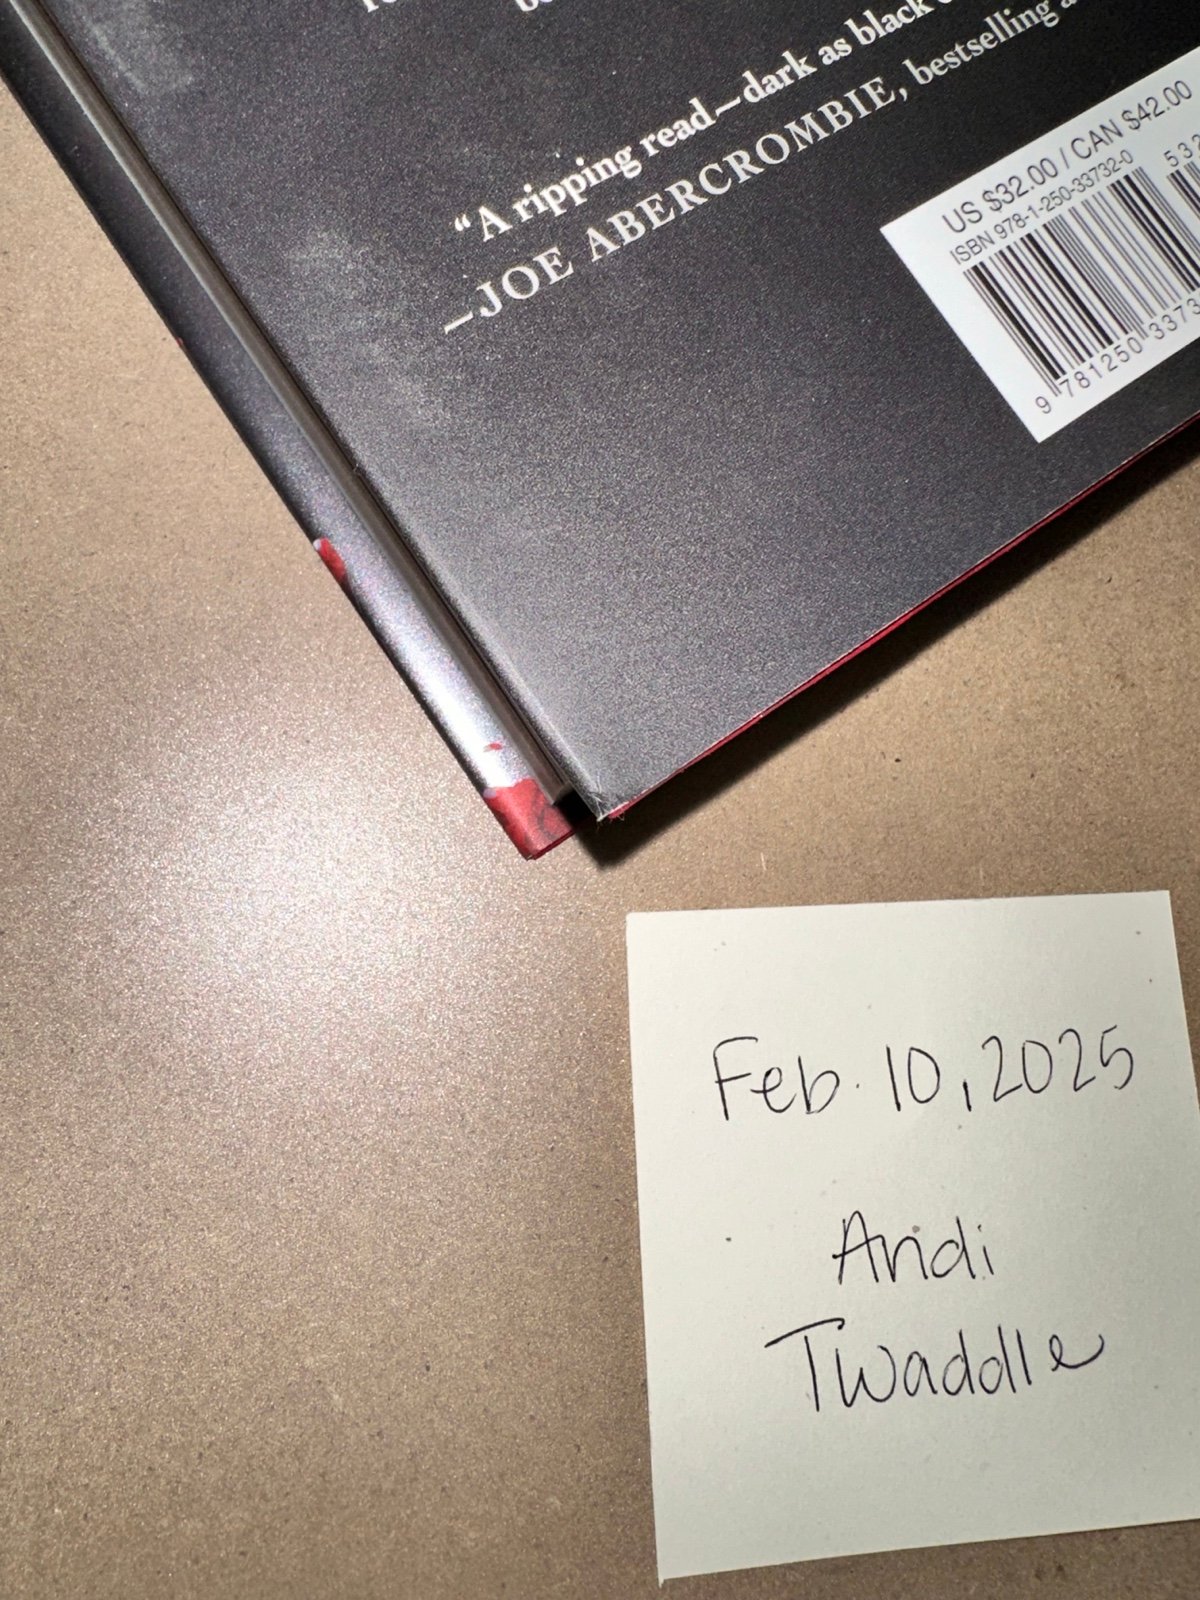 “A ripping read—dark as black
—JOE ABERCROMBIE, bestselling
US $32.00 / CAN $42.00
ISBN 978-1-250-33732-0
532
9 781250 3373
Feb. 10, 2025
Andi
Twaddle